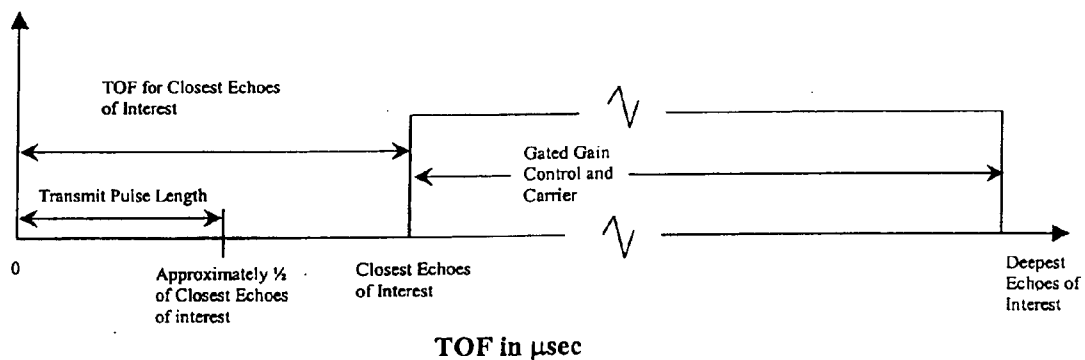 TOF for Closest Echoes
of Interest
Gated Gain
Control and
Carrier
Transmit Pulse Length
0
Approximately ½
of Closest Echoes
of interest
Closest Echoes
of Interest
Deepest
Echoes of
Interest
TOF in µsec